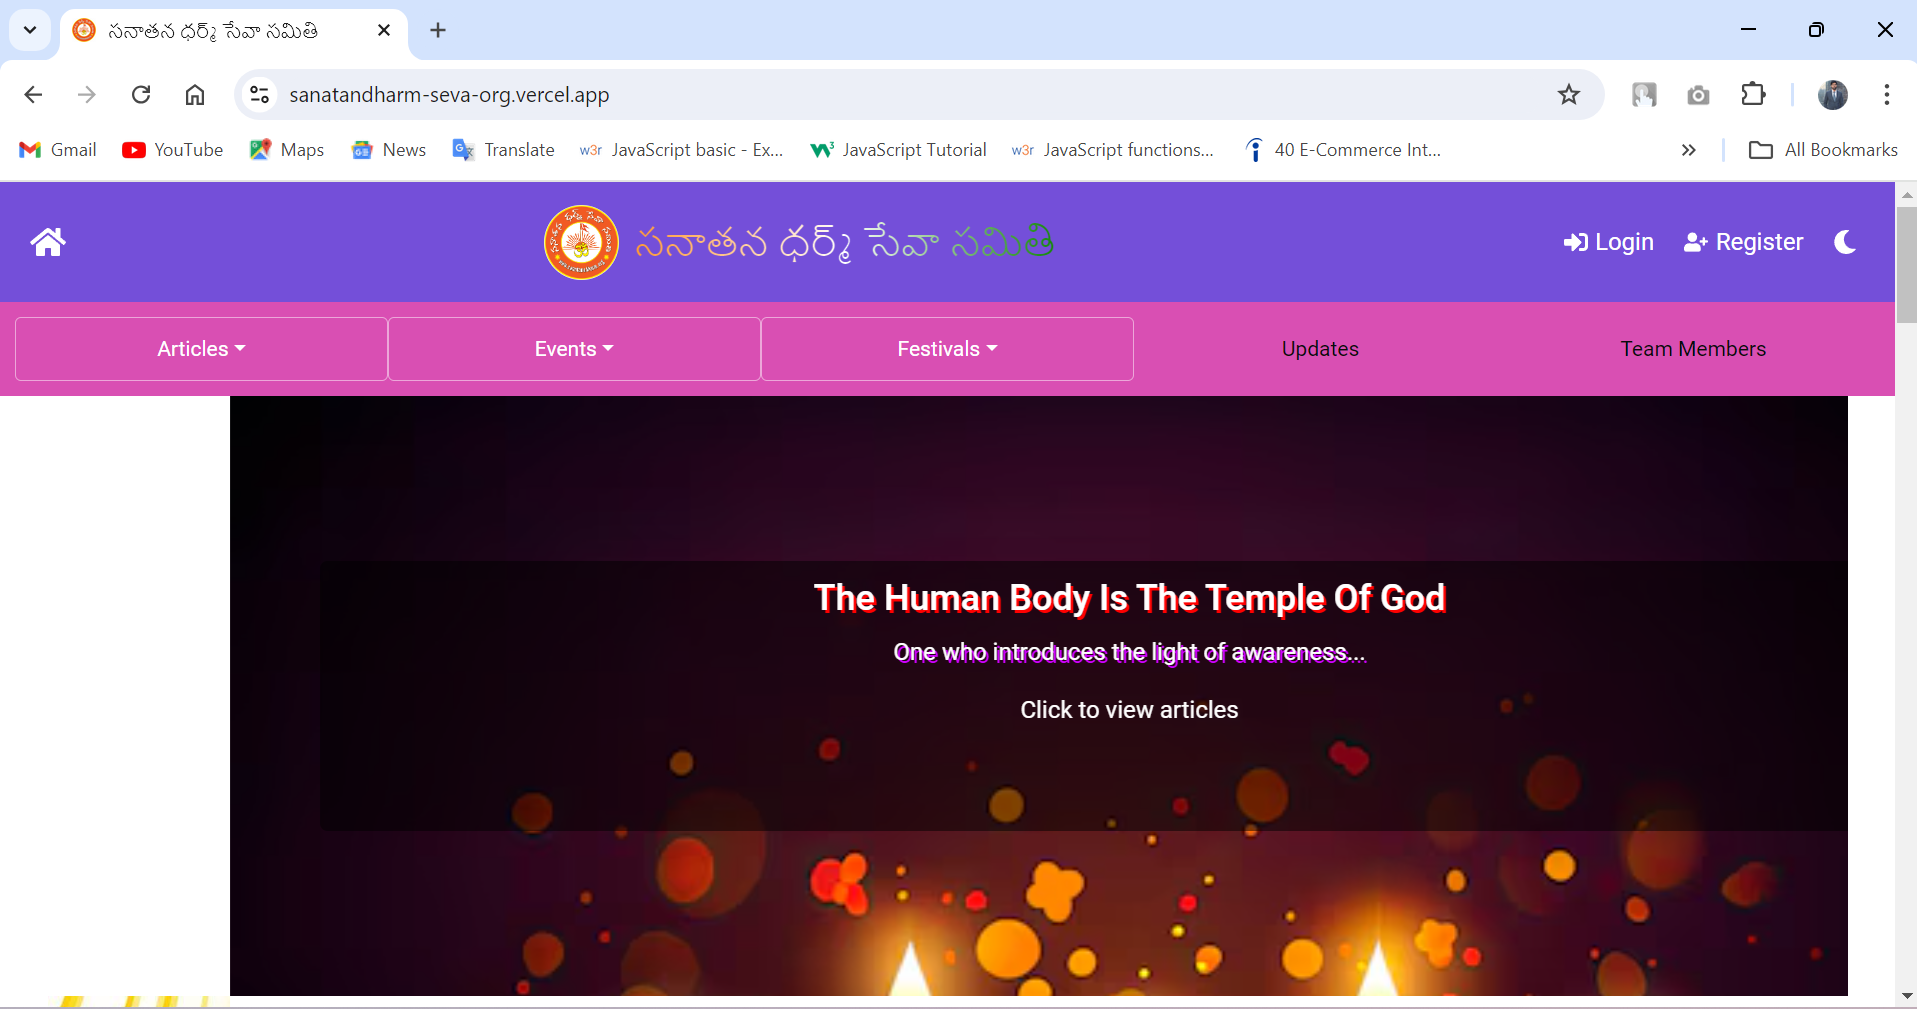 సనాతన ధర్మ్ సేవా సమితి
sanatandharm-seva-org.vercel.app
Gmail YouTube Maps News Translate w3r JavaScript basic - Ex... JavaScript Tutorial w3r JavaScript functions... 40 E-Commerce Int... All Bookmarks
సనాతన ధర్మ్ సేవా సమితి Login Register
Articles Events Festivals Updates Team Members
The Human Body Is The Temple Of God
One who introduces the light of awareness...
Click to view articles